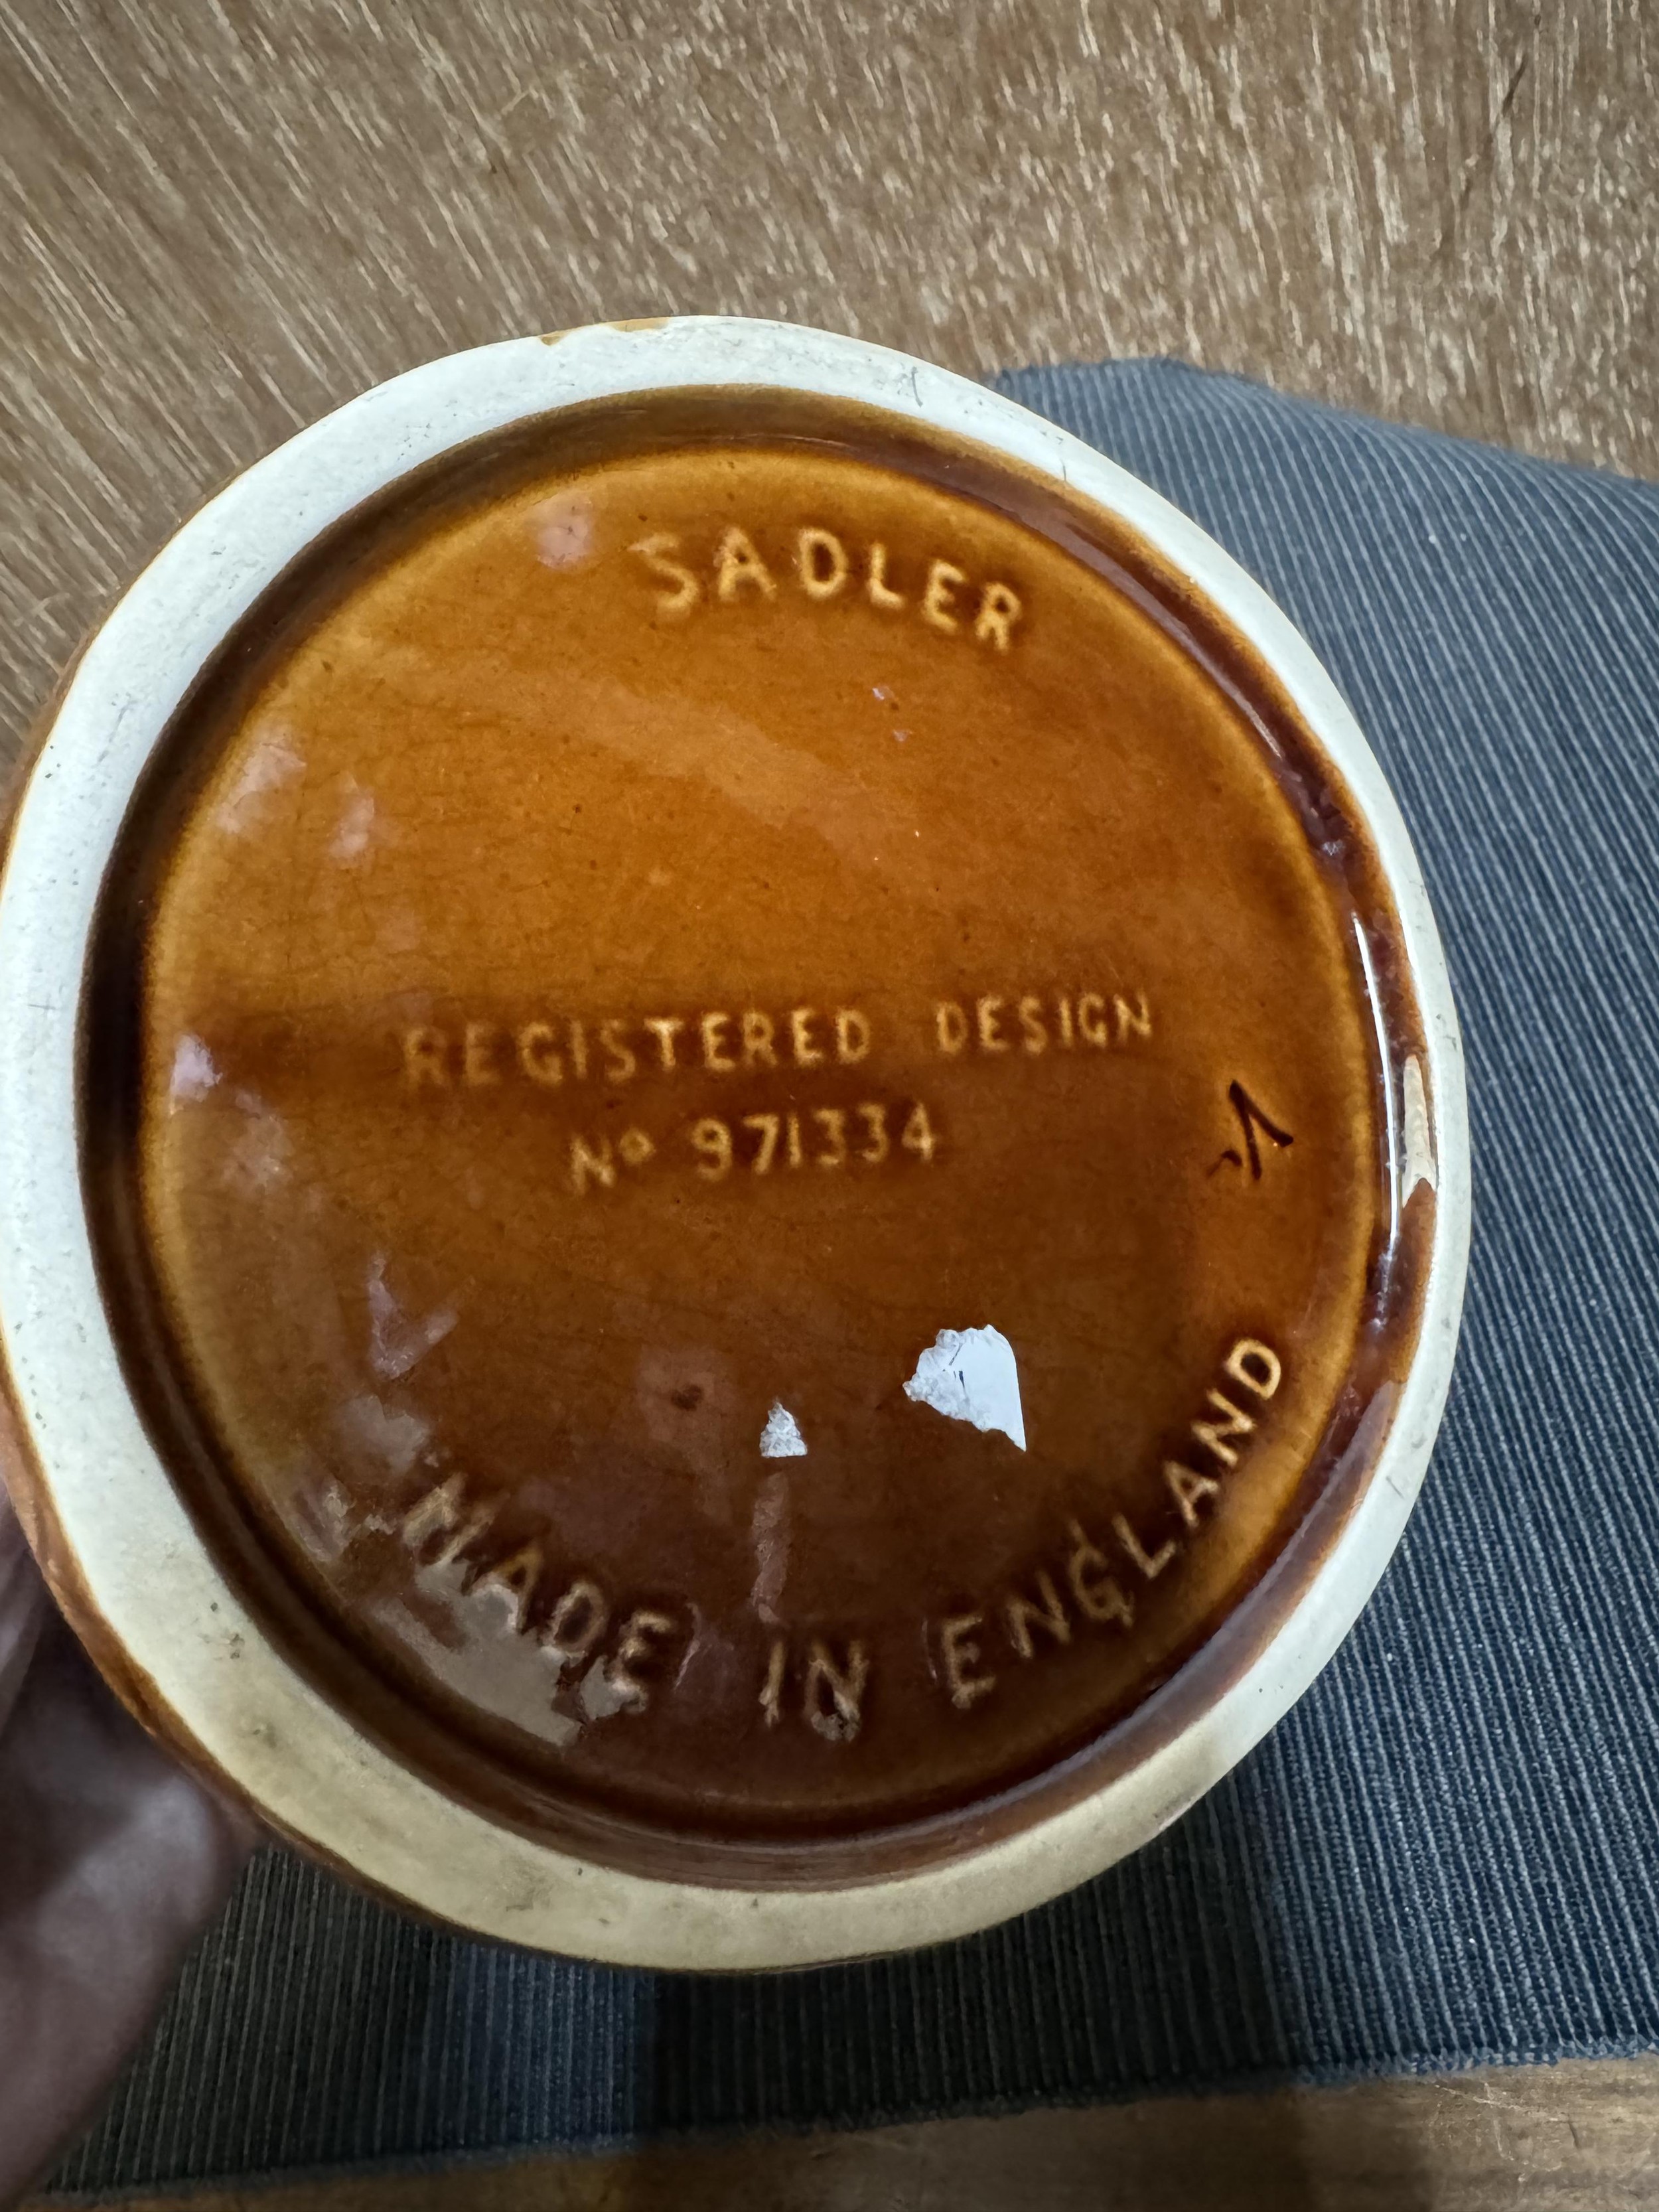 SADLER
REGISTERED DESIGN
Nº 971334
MADE IN ENGLAND